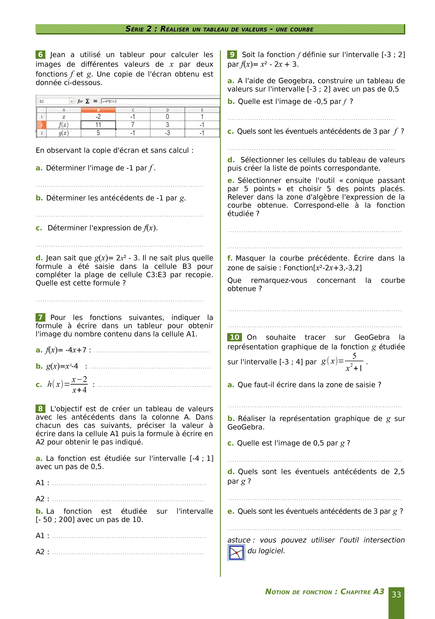 SÉRIE 2 : RÉALISER UN TABLEAU DE VALEURS - UNE COURBE
6 Jean a utilisé un tableur pour calculer les
images de différentes valeurs de x par deux
fonctions f et g. Une copie de l'écran obtenu est
donnée ci-dessous.
A B C D E
1 x -2 -1 0 1
2 f(x) 11 7 3 -1
3 g(x) 5 -1 -3 -1
En observant la copie d'écran et sans calcul :
a. Déterminer l'image de -1 par f.
b. Déterminer les antécédents de -1 par g.
c. Déterminer l'expression de f(x).
d. Jean sait que g(x)= 2x² - 3. Il ne sait plus quelle
formule a été saisie dans la cellule B3 pour
compléter la plage de cellule C3:E3 par recopie.
Quelle est cette formule ?
7 Pour les fonctions suivantes, indiquer la
formule à écrire dans un tableur pour obtenir
l'image du nombre contenu dans la cellule A1.
a. f(x)= -4x+7 :
b. g(x)=x²-4 :
c. h(x)=x−2/x+4 :
8 L'objectif est de créer un tableau de valeurs
avec les antécédents dans la colonne A. Dans
chacun des cas suivants, préciser la valeur à
écrire dans la cellule A1 puis la formule à écrire en
A2 pour obtenir le pas indiqué.
a. La fonction est étudiée sur l'intervalle [-4 ; 1]
avec un pas de 0,5.
A1 :
A2 :
b. La fonction est étudiée sur l'intervalle
[- 50 ; 200] avec un pas de 10.
A1 :
A2 :
9 Soit la fonction f définie sur l'intervalle [-3 ; 2]
par f(x)= x² - 2x + 3.
a. A l'aide de Geogebra, construire un tableau de
valeurs sur l'intervalle [-3 ; 2] avec un pas de 0,5
b. Quelle est l'image de -0,5 par f ?
c. Quels sont les éventuels antécédents de 3 par f ?
d. Sélectionner les cellules du tableau de valeurs
puis créer la liste de points correspondante.
e. Sélectionner ensuite l'outil « conique passant
par 5 points » et choisir 5 des points placés.
Relever dans la zone d'algèbre l'expression de la
courbe obtenue. Correspond-elle à la fonction
étudiée ?
f. Masquer la courbe précédente. Écrire dans la
zone de saisie : Fonction[x²-2x+3,-3,2]
Que remarquez-vous concernant la courbe
obtenue ?
10 On souhaite tracer sur GeoGebra la
représentation graphique de la fonction g étudiée
sur l'intervalle [-3 ; 4] par g(x)=5/x²+1 .
a. Que faut-il écrire dans la zone de saisie ?
b. Réaliser la représentation graphique de g sur
GeoGebra.
c. Quelle est l'image de 0,5 par g ?
d. Quels sont les éventuels antécédents de 2,5
par g ?
e. Quels sont les éventuels antécédents de 3 par g ?
astuce : vous pouvez utiliser l'outil intersection
du logiciel.
NOTION DE FONCTION : CHAPITRE A3 33